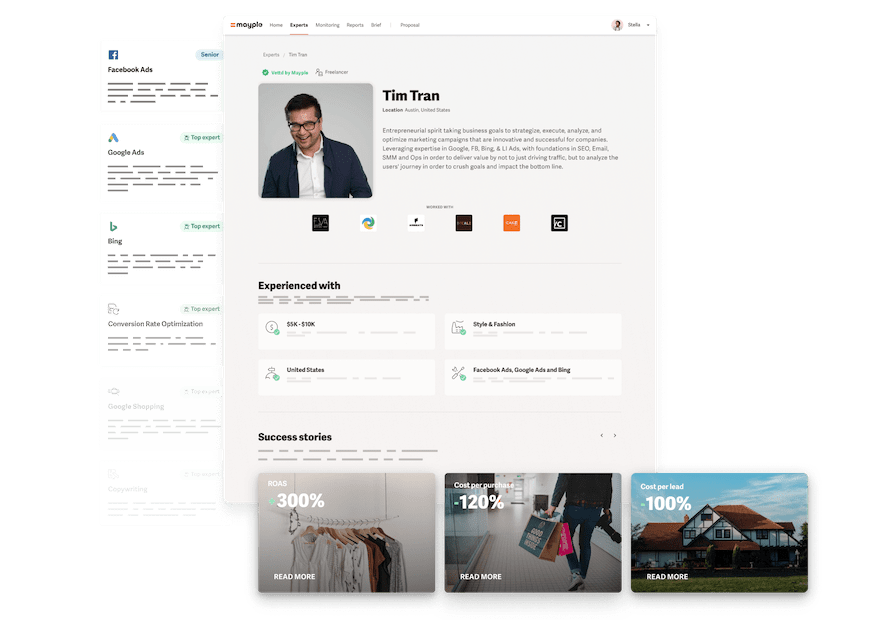 mayple Home Experts Monitoring Reports Brief Proposal Stella
Experts Tim Tran
Vetted by Mayple Freelancer
Tim Tran
Location Austin, United States
Entrepreneurial spirit taking business goals to strategize, execute, analyze, and
optimize marketing campaigns that are innovative and successful for companies.
Leveraging expertise in Google, FB, Bing, & LI Ads, with foundations in SEO, Email,
SMM and Ops in order to deliver value by not to just driving traffic, but to analyze the
users' journey in order to crush goals and impact the bottom line.
WORKED WITH
Senior
Facebook Ads
Top expert
Google Ads
Top expert
Bing
Top expert
Conversion Rate Optimization
Top expert
Google Shopping
Top expert
Copywriting
Experienced with
$5K - $10K
Style & Fashion
United States
Facebook Ads, Google Ads and Bing
Success stories
ROAS
300%
READ MORE
Cost per purchase
-120%
GOOD
THINGS
INSIDE
READ MORE
Cost per lead
-100%
READ MORE